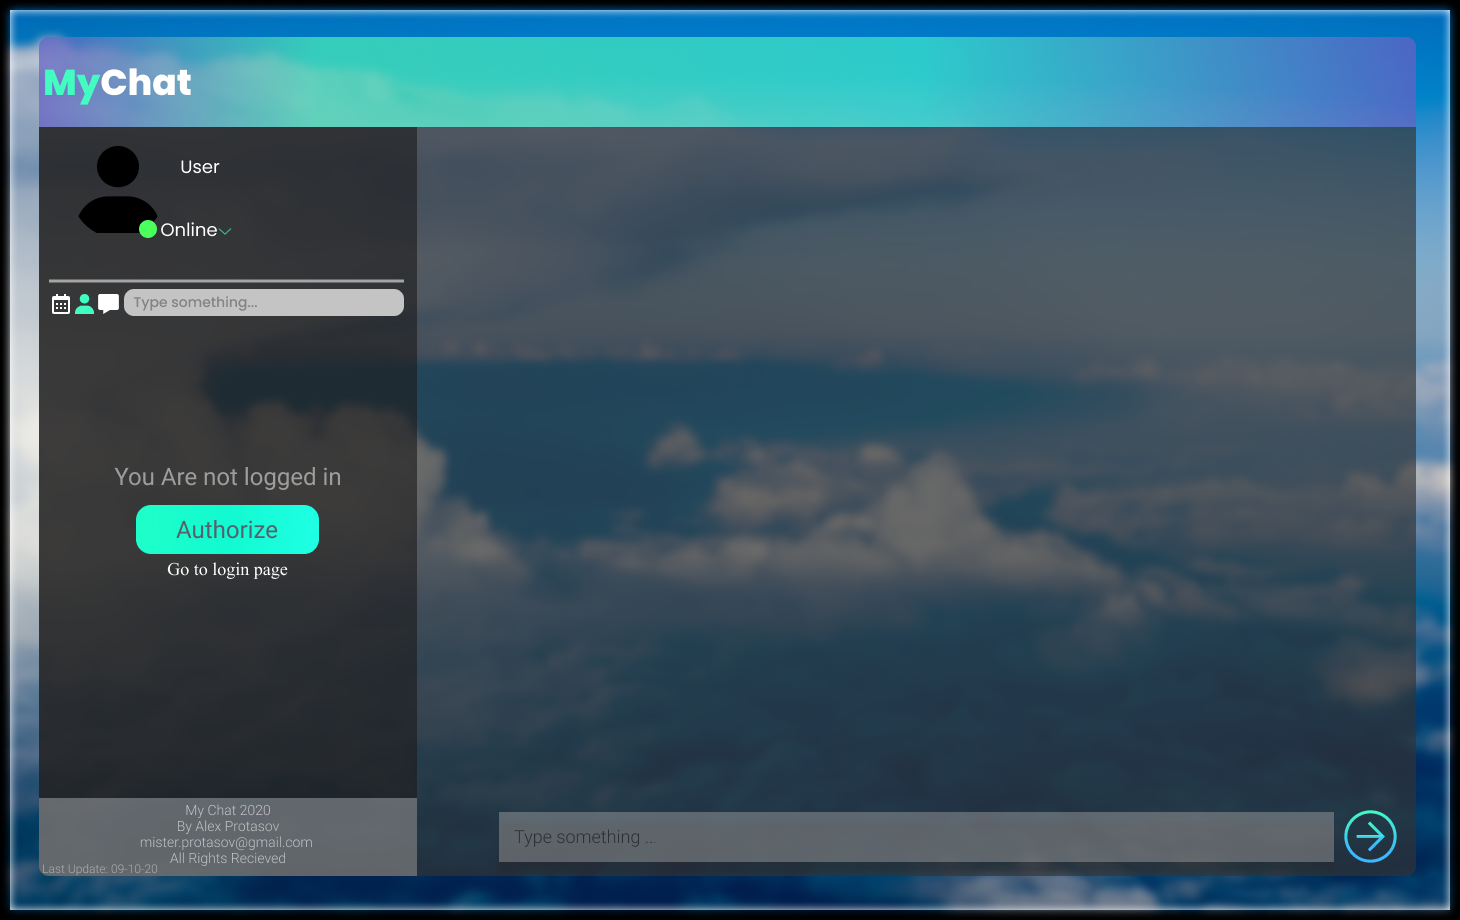 MyChat
User
Online
Type something...
You Are not logged in
Authorize
Go to login page
My Chat 2020
By Alex Protasov
mister.protasov@gmail.com
All Rights Recieved
Last Update: 09-10-20
Type something ...